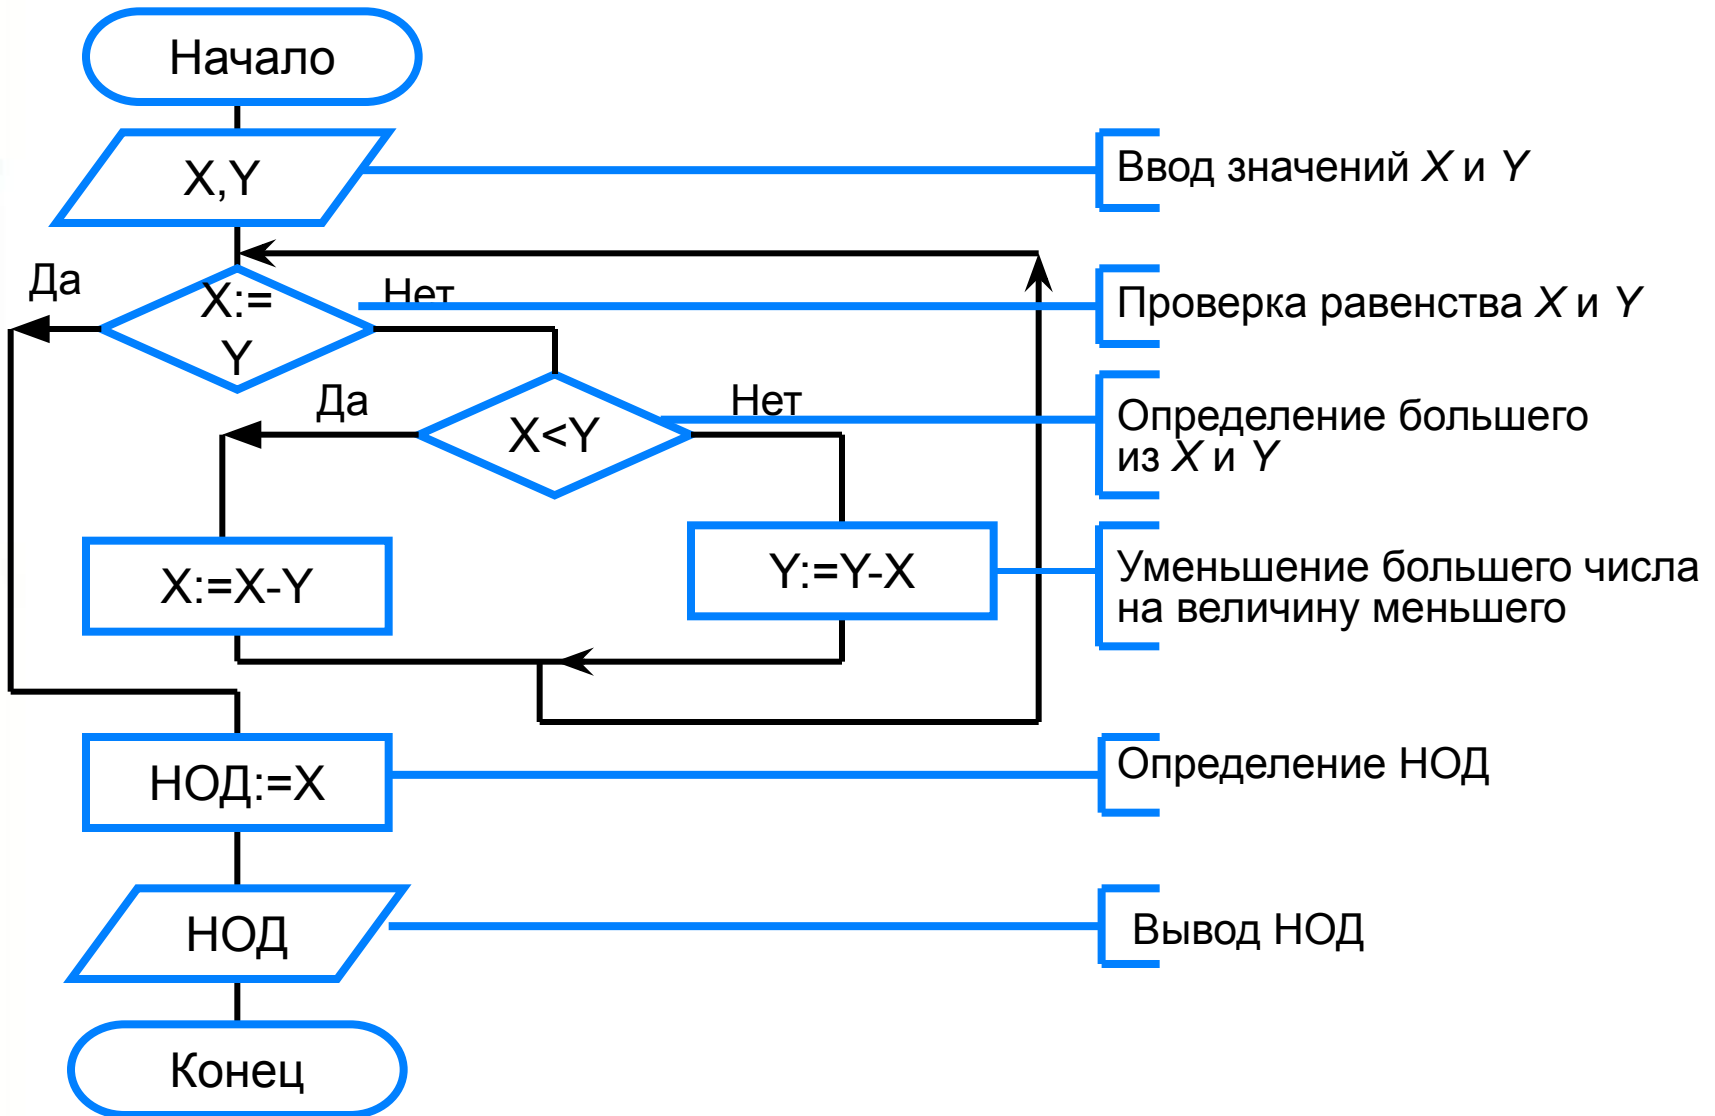 Начало
X,Y
Ввод значений X и Y
Да
X:=
Y
Нет
Проверка равенства X и Y
Да
X<Y
Нет
Определение большего
из X и Y
X:=X-Y
Y:=Y-X
Уменьшение большего числа
на величину меньшего
НОД:=X
Определение НОД
НОД
Вывод НОД
Конец